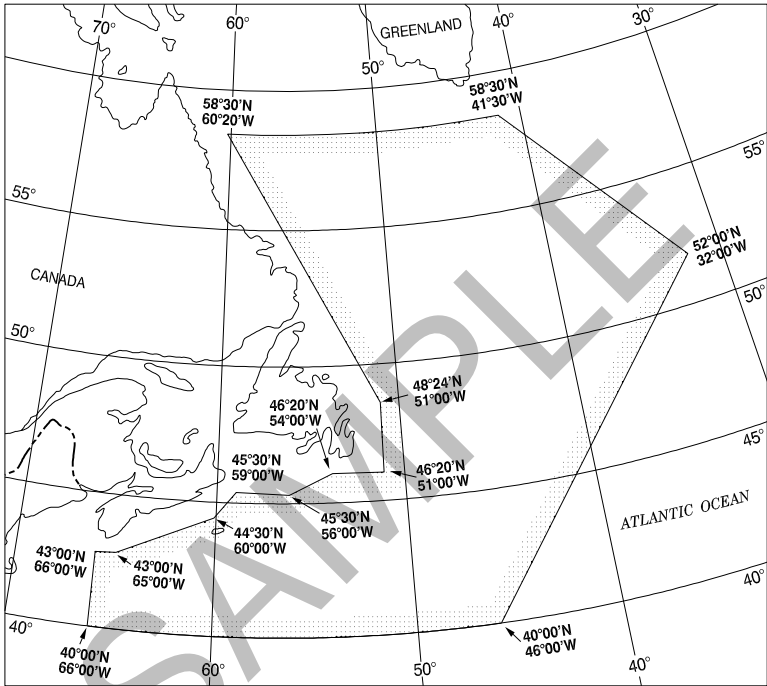 70°
60°
50°
40°
30°
GREENLAND
58°30'N
60°20'W
58°30'N
41°30'W
55°
55°
52°00'N
32°00'W
CANADA
50°
50°
48°24'N
51°00'W
46°20'N
54°00'W
45°
45°30'N
59°00'W
46°20'N
51°00'W
45°30'N
56°00'W
44°30'N
60°00'W
ATLANTIC OCEAN
43°00'N
66°00'W
43°00'N
65°00'W
40°
40°
40°00'N
66°00'W
40°00'N
46°00'W
60°
50°
40°
SAMPLE